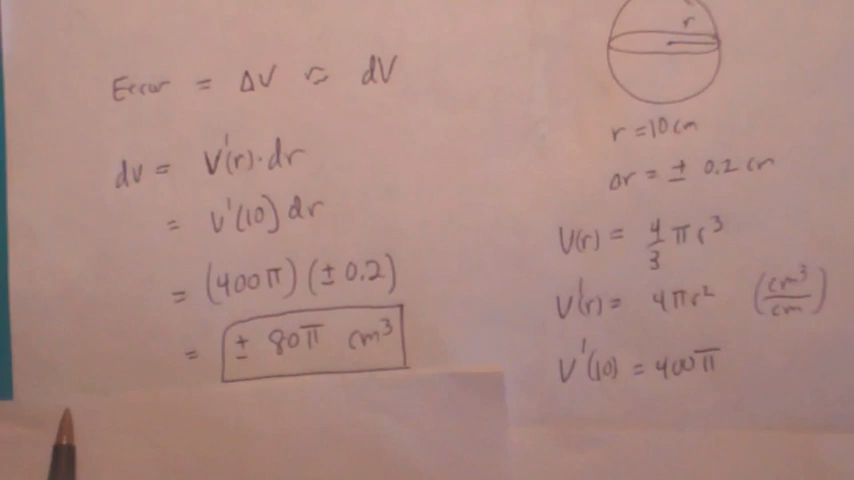 Error = ΔV ≈ dV
dv = V'(r)·dr
= V'(10) dr
= (400π)(± 0.2)
= ± 80π cm³
r
r = 10 cm
Δr = ± 0.2 cm
V(r) = 4/3 π r³
V'(r) = 4πr² (cm³/cm)
V'(10) = 400π